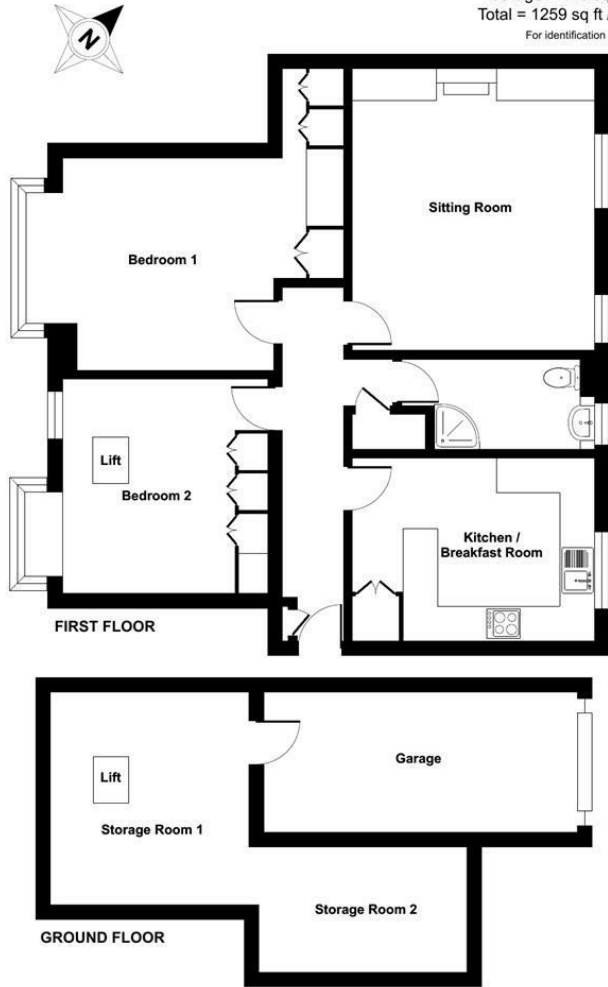 Total = 1259 sq ft
For identification
N
Sitting Room
Bedroom 1
Lift
Bedroom 2
Kitchen /
Breakfast Room
FIRST FLOOR
Lift
Garage
Storage Room 1
Storage Room 2
GROUND FLOOR